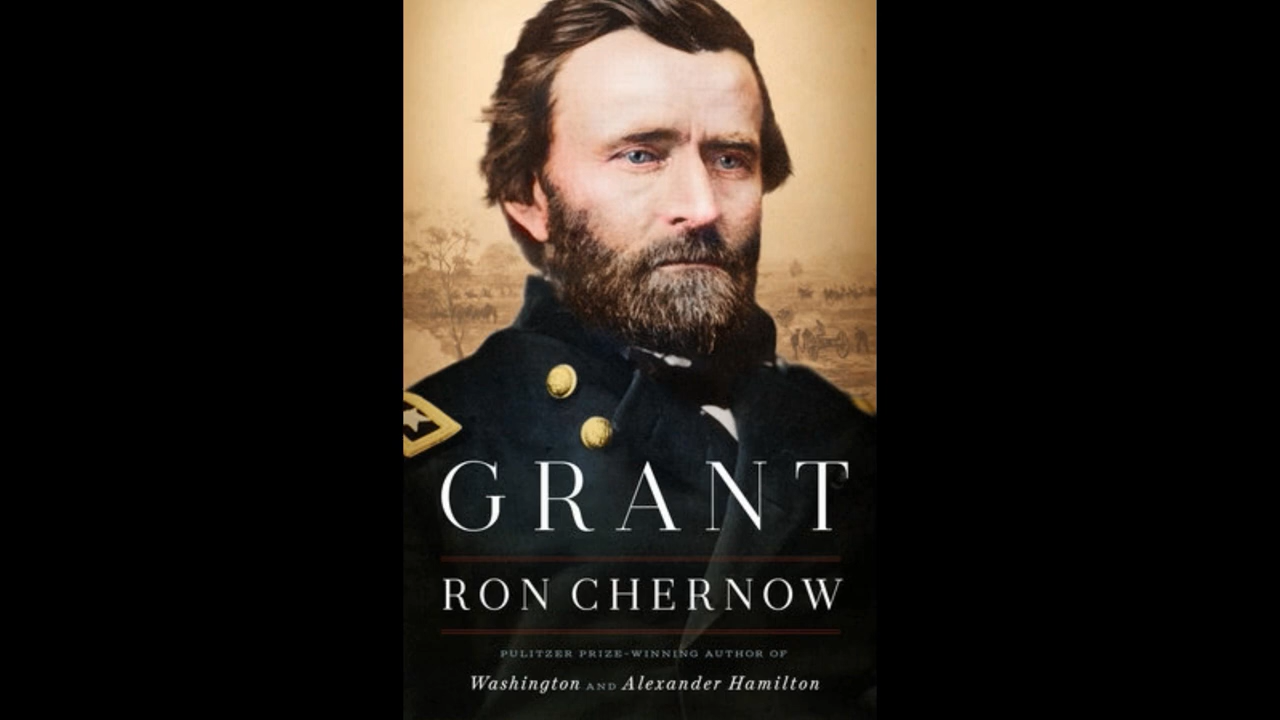 GRANT
RON CHERNOW
PULITZER PRIZE-WINNING AUTHOR OF
Washington AND Alexander Hamilton